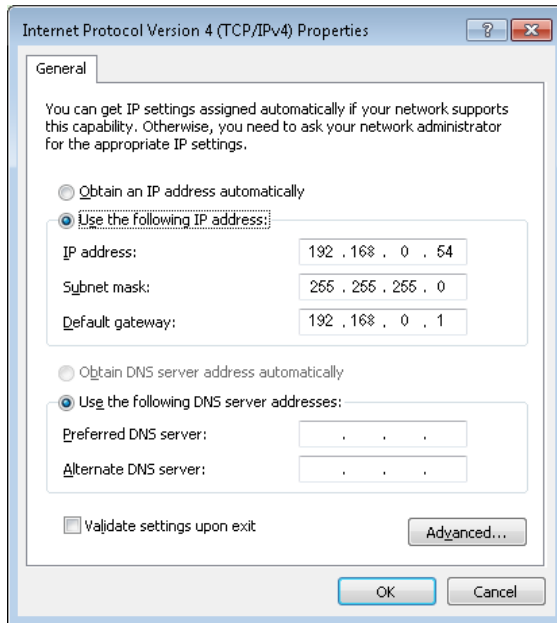 Internet Protocol Version 4 (TCP/IPv4) Properties
General
You can get IP settings assigned automatically if your network supports
this capability. Otherwise, you need to ask your network administrator
for the appropriate IP settings.
Obtain an IP address automatically
Use the following IP address:
IP address: 192 . 168 . 0 . 54
Subnet mask: 255 . 255 . 255 . 0
Default gateway: 192 . 168 . 0 . 1
Obtain DNS server address automatically
Use the following DNS server addresses:
Preferred DNS server: . . .
Alternate DNS server: . . .
Validate settings upon exit
Advanced...
OK Cancel